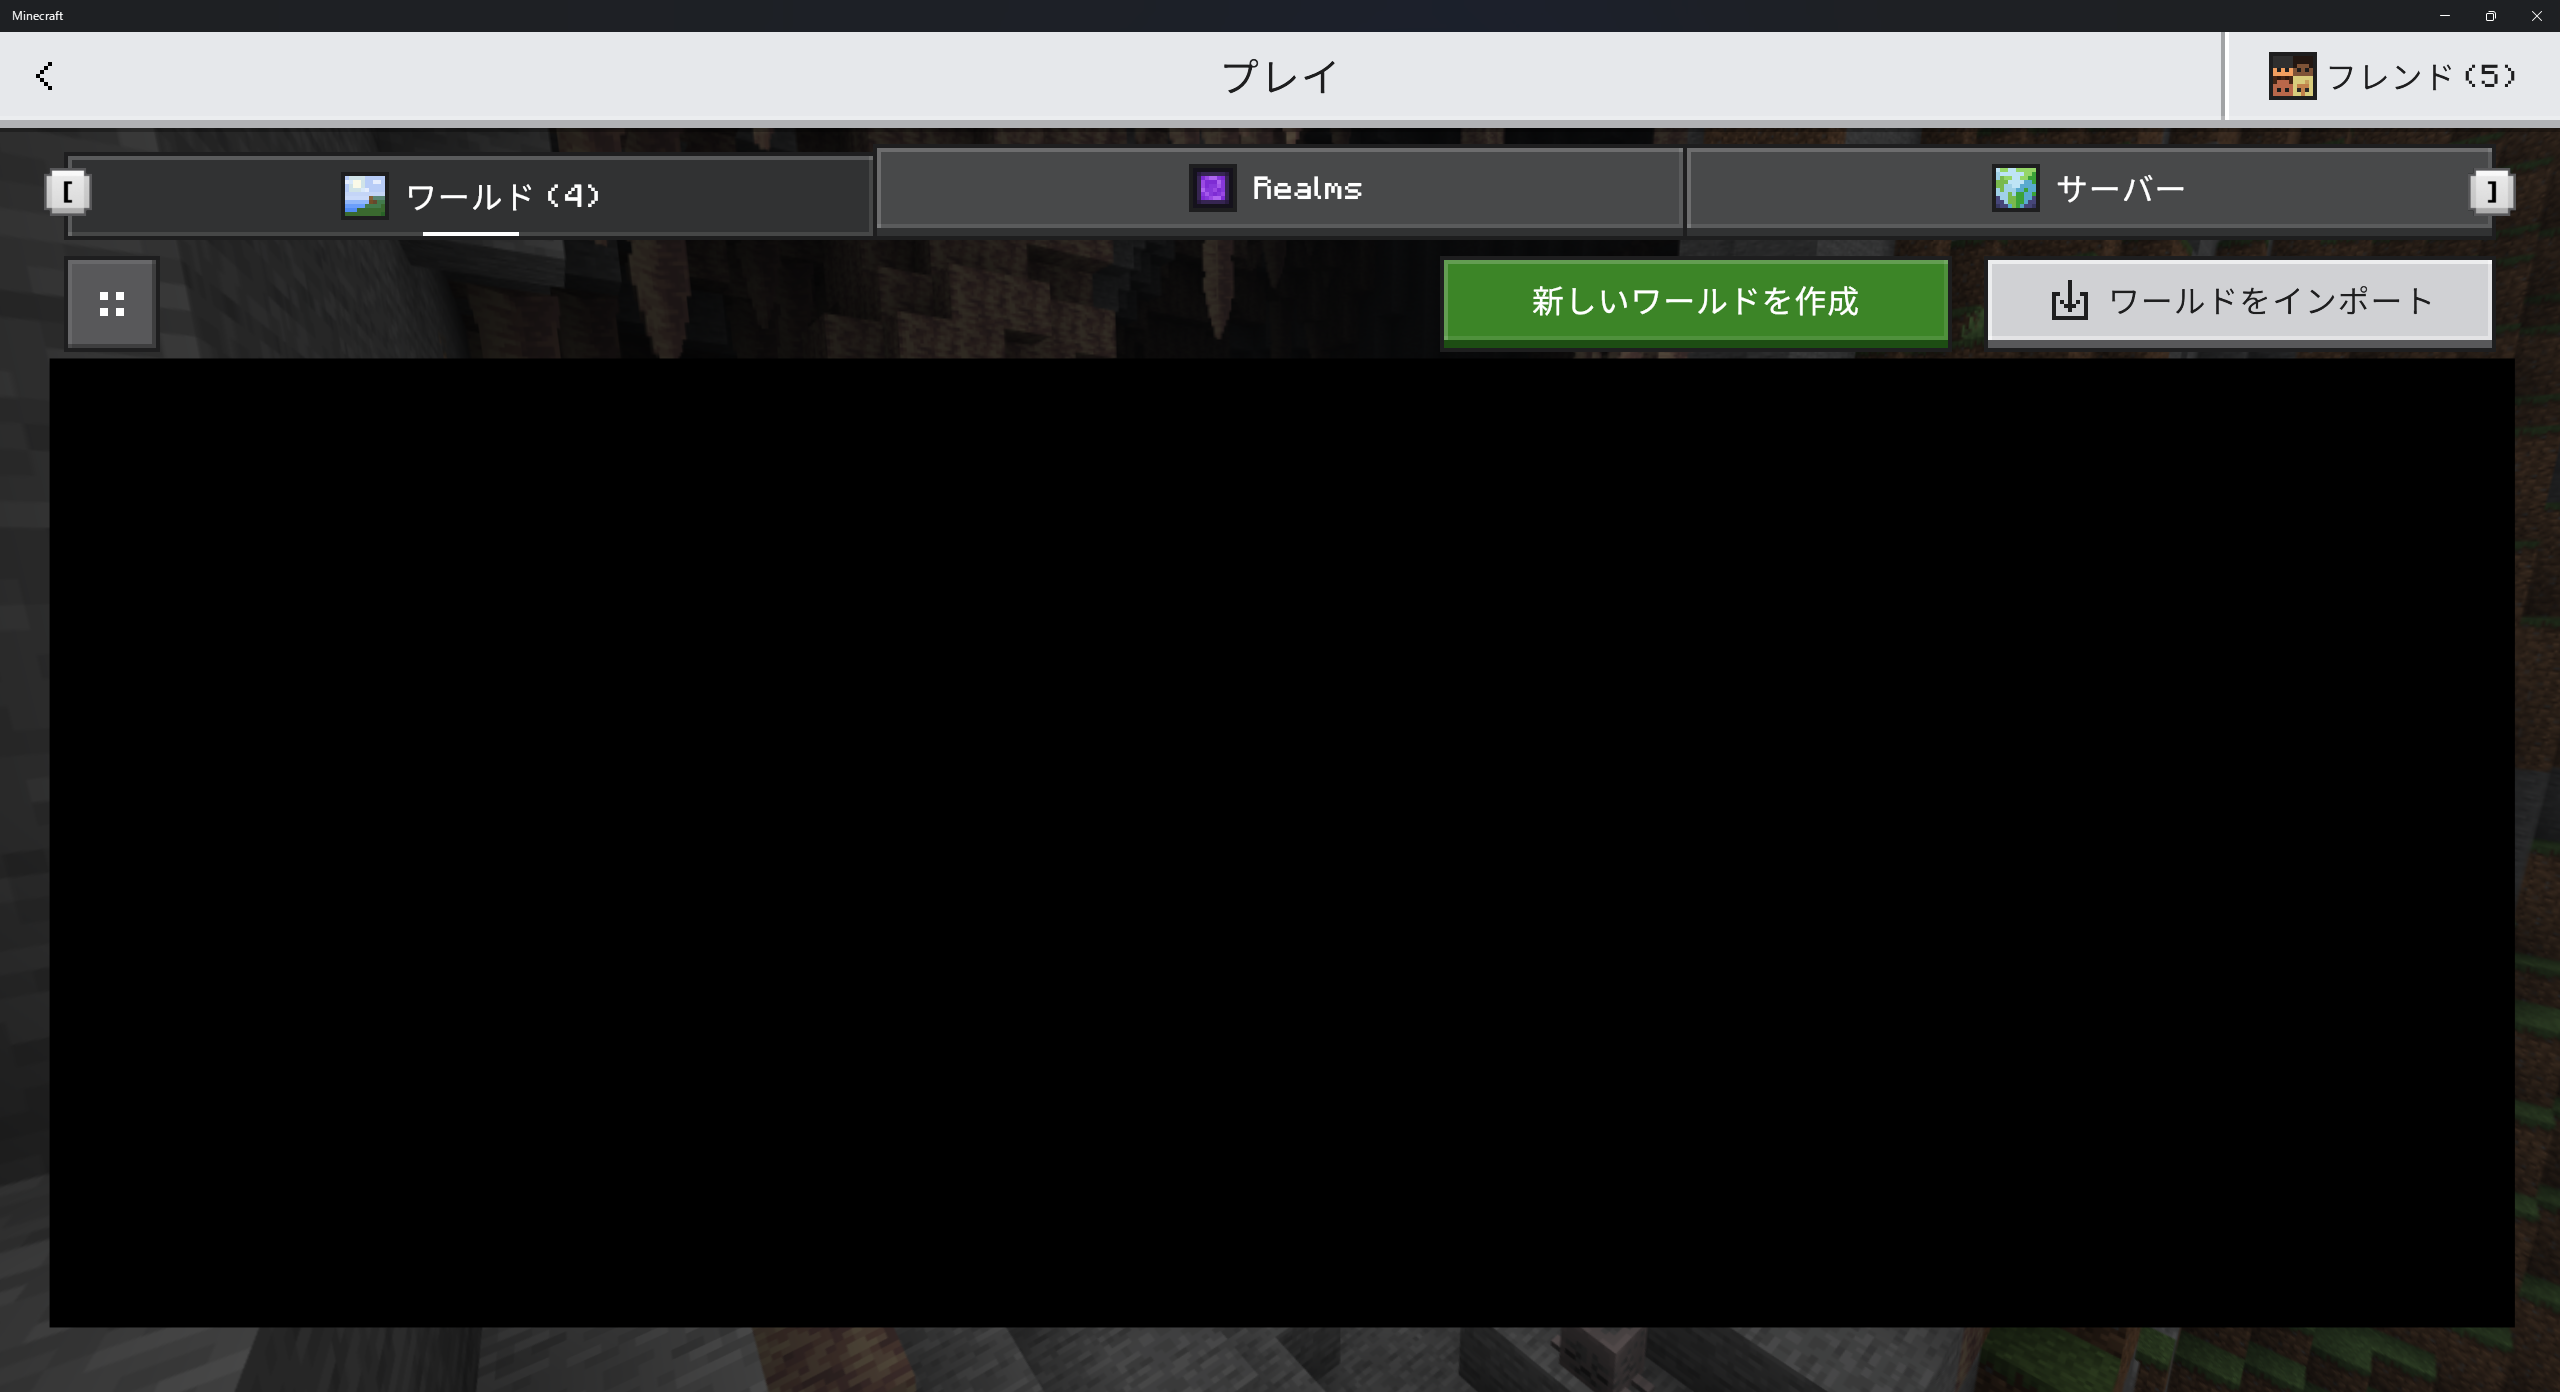 Minecraft
プレイ
フレンド (5)
[
ワールド (4)
Realms
サーバー
]
新しいワールドを作成
ワールドをインポート